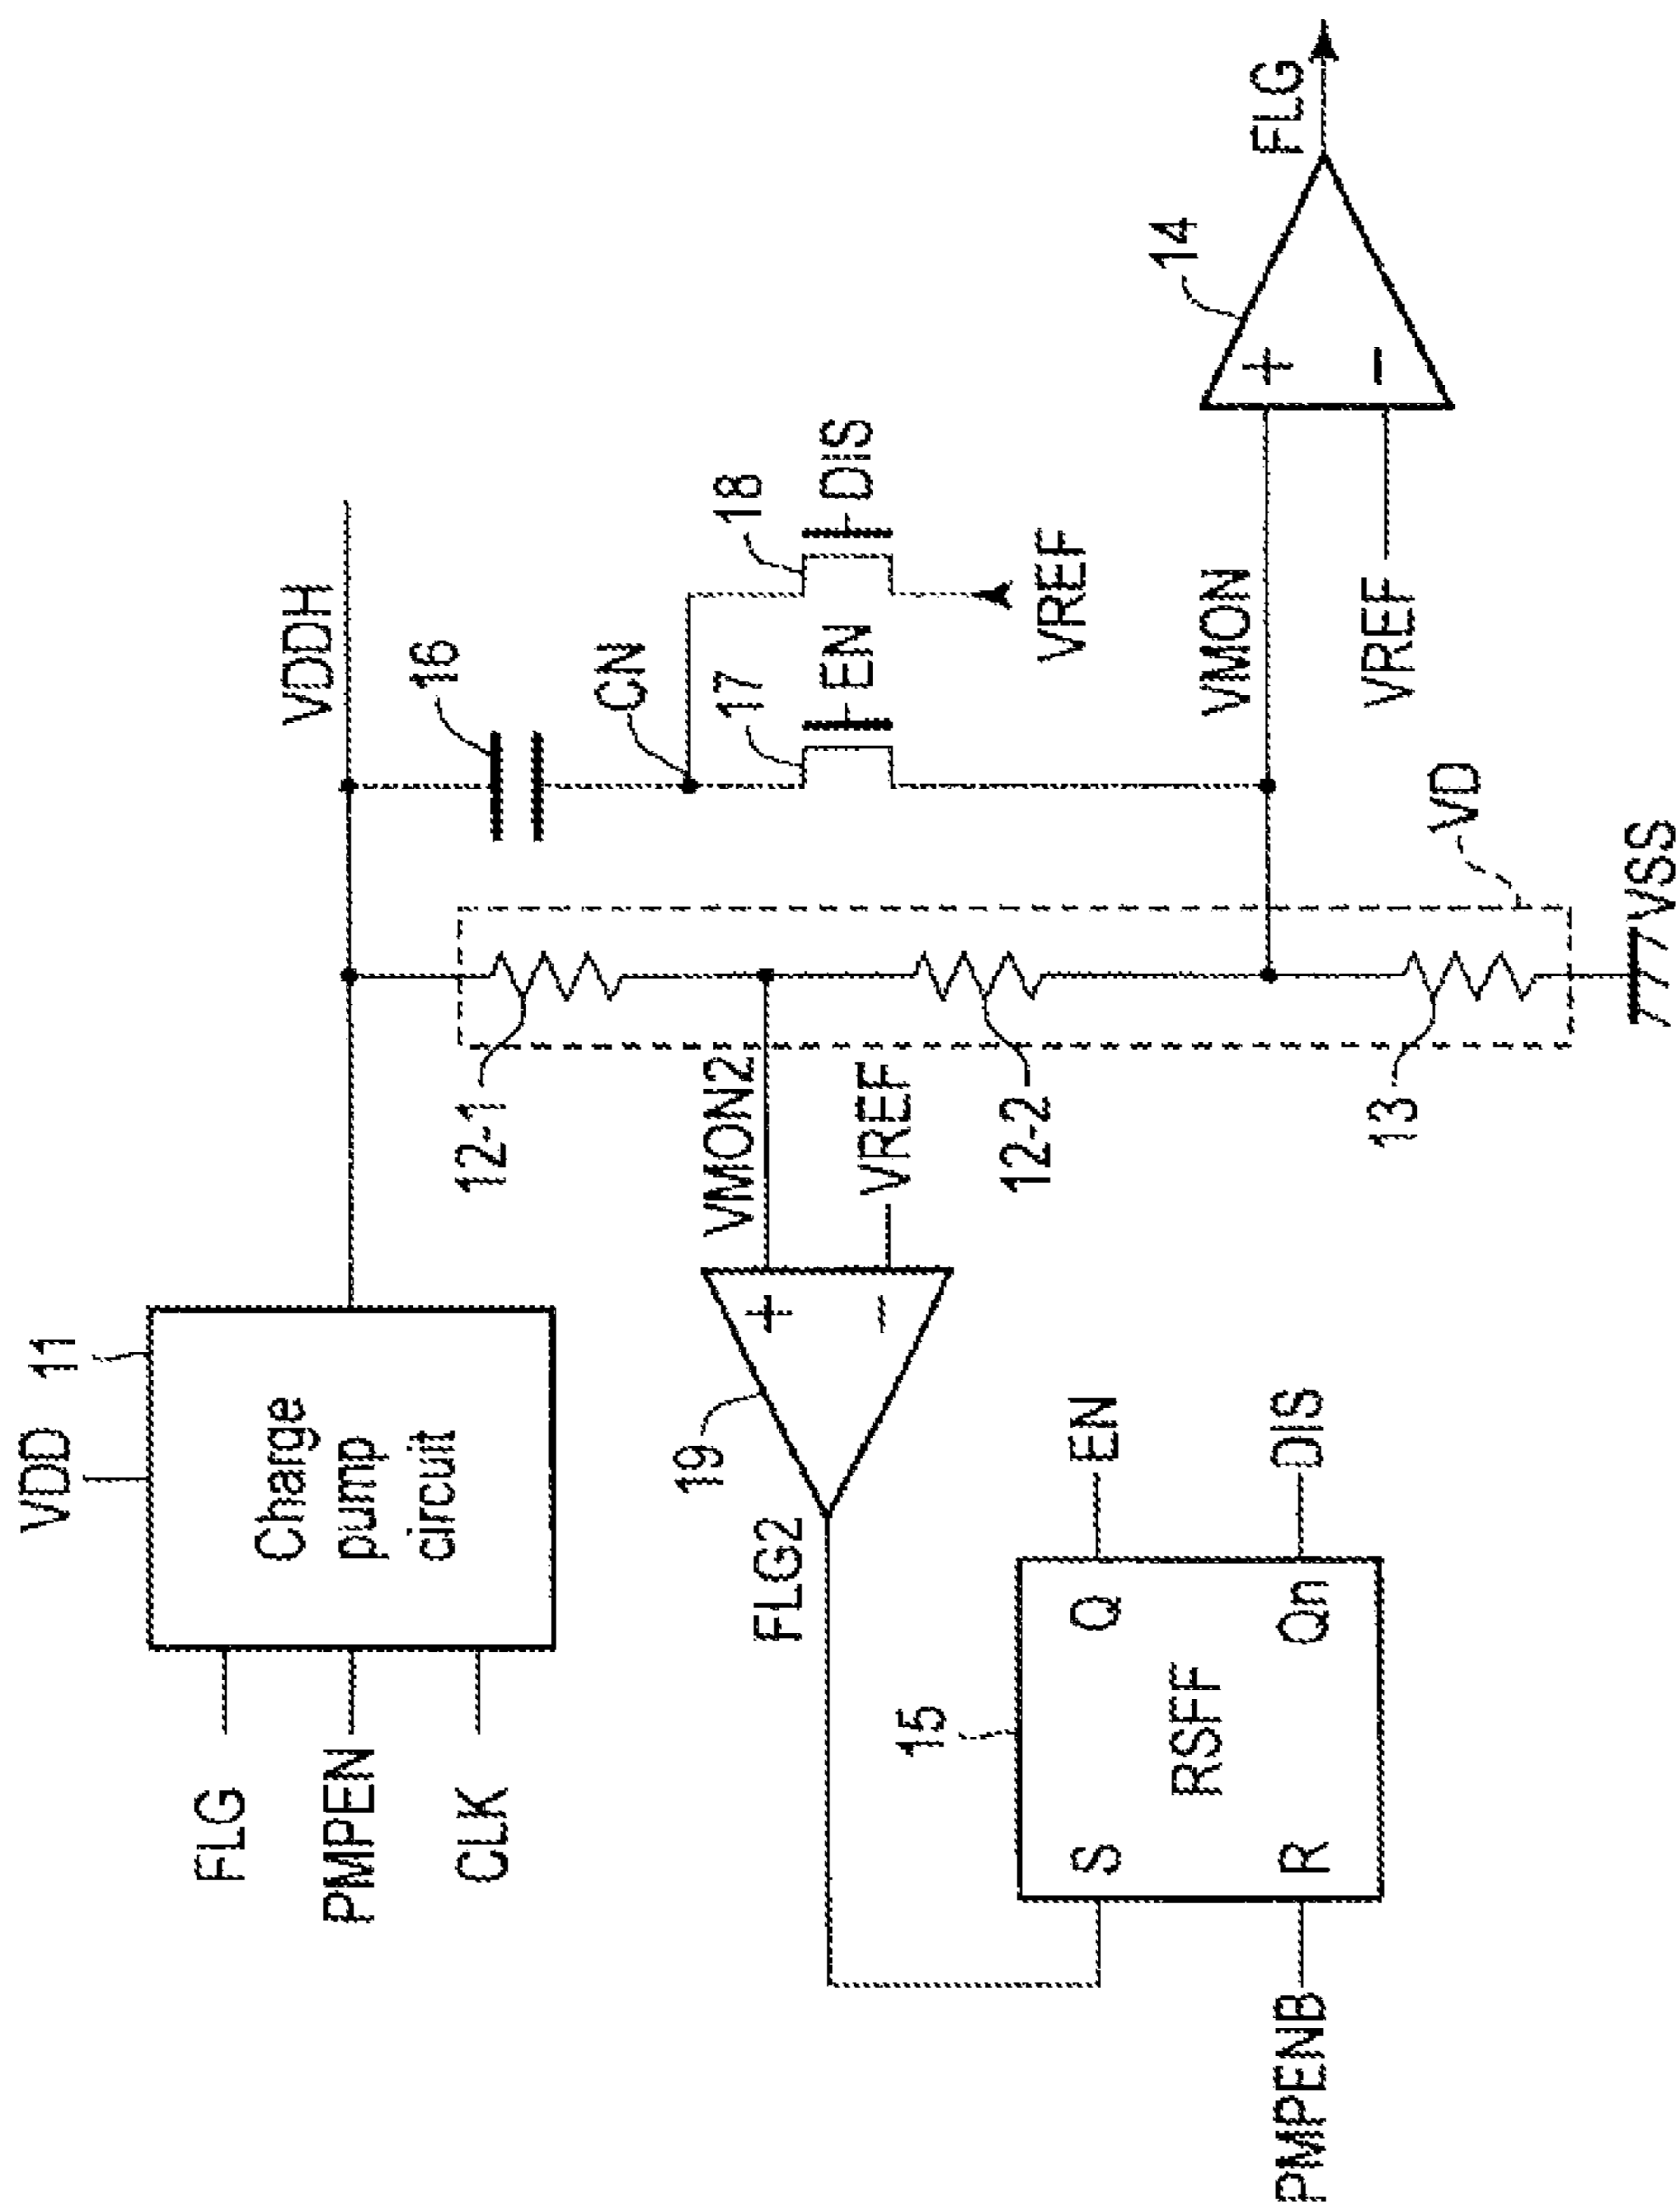 VDD
11
Charge
pump
circuit
FLG
PMPEN
CLK
VDDH
16
CN
18
DIS
17
EN
VREF
12-1
VMON2
VREF
12-2
13
VD
VSS
VMON
VREF
14
+
−
FLG
19
+
−
FLG2
15
RSFF
S
R
Q
Qn
EN
DIS
PMPENB